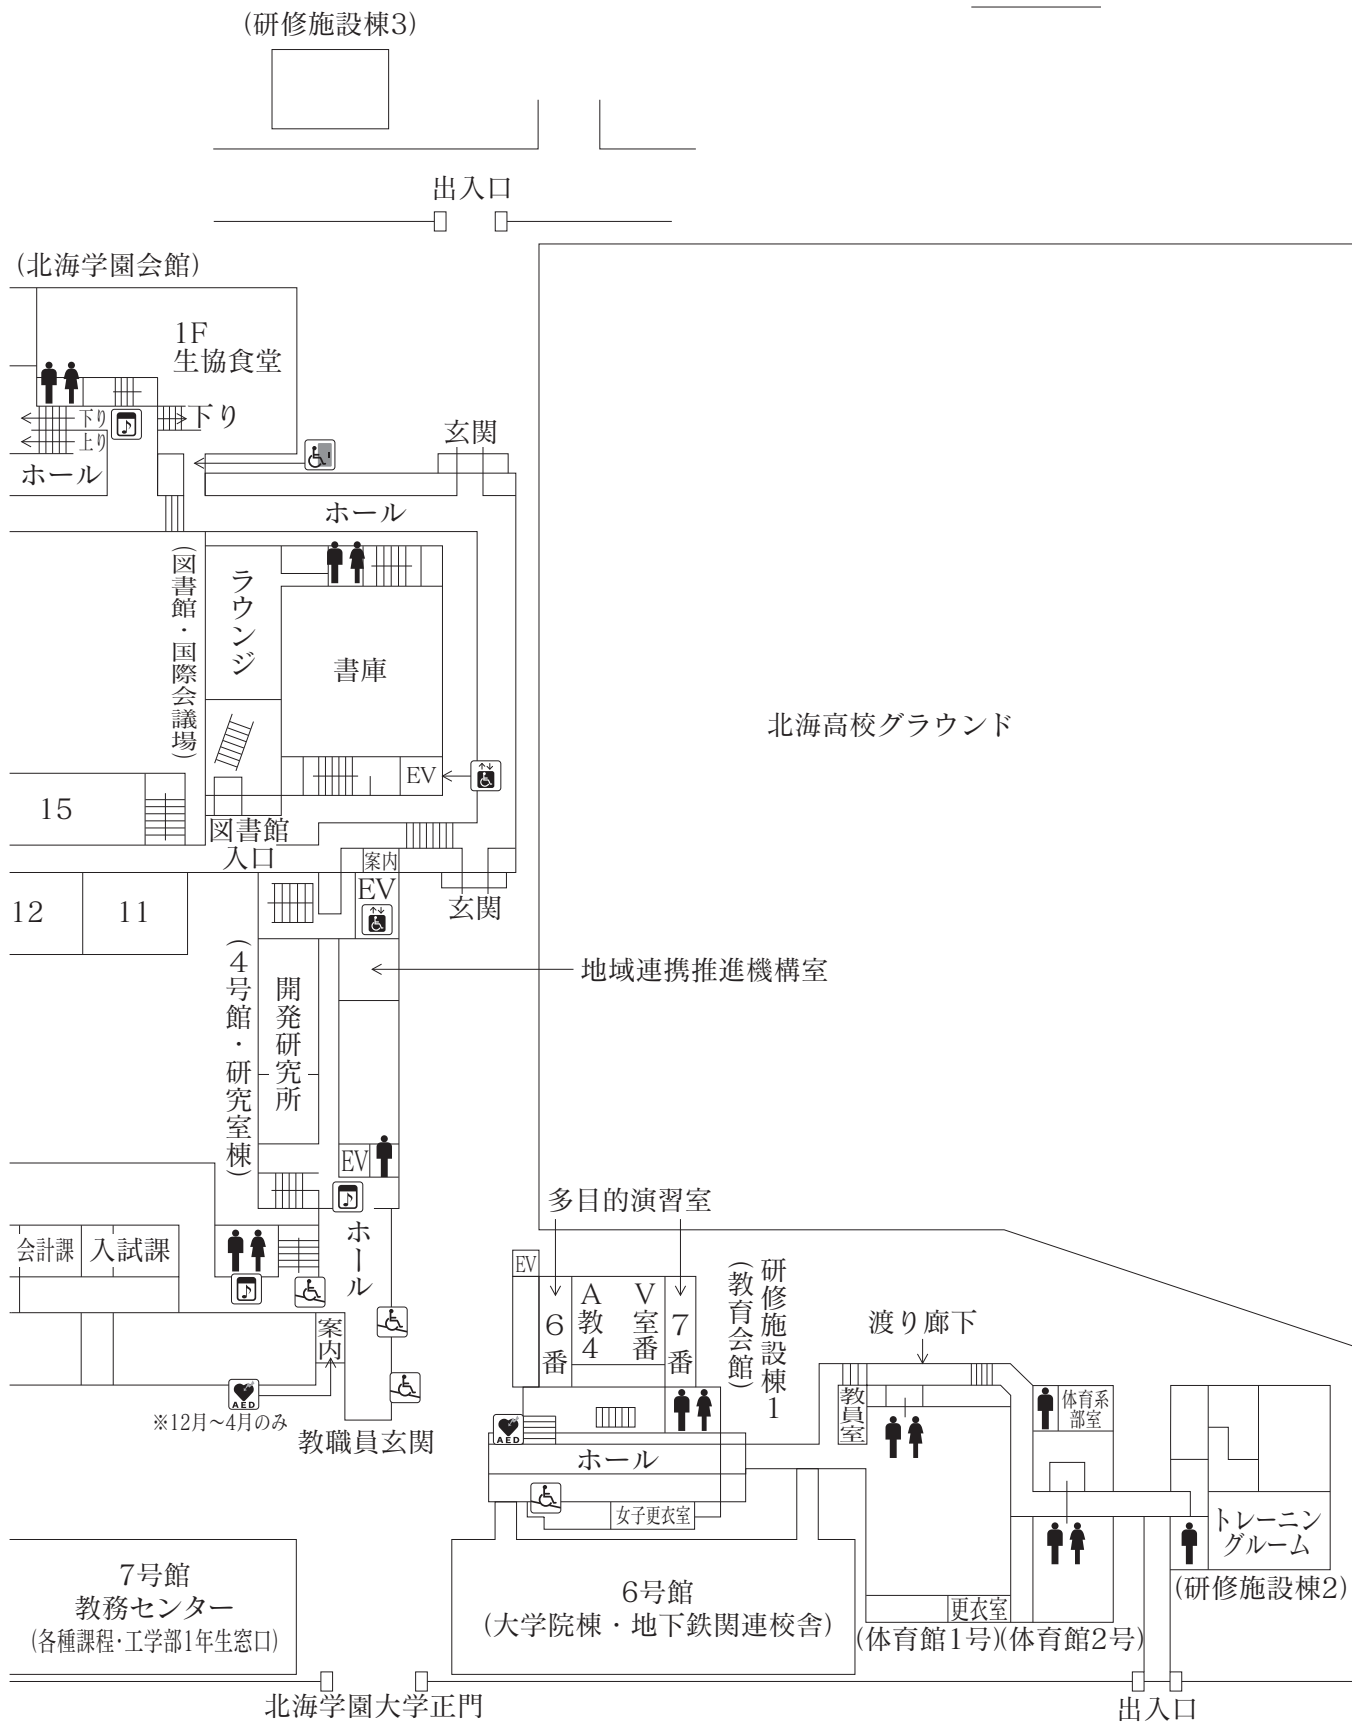 (研修施設棟3)
出入口
(北海学園会館)
1F
生協食堂
下り
上り
下り
ホール
玄関
ホール
(図書館・国際会議場)
ラウンジ
書庫
北海高校グラウンド
EV
15
図書館
入口
案内
EV
玄関
12
11
地域連携推進機構室
(4号館・研究室棟)
開発研究所
EV
多目的演習室
会計課
入試課
ホール
EV
6番
A
教
4
V
室
番
7番
研修施設棟1
(教育会館)
渡り廊下
案内
AED
※12月～4月のみ
教職員玄関
AED
ホール
女子更衣室
教員室
体育系
部室
トレーニン
グルーム
(研修施設棟2)
7号館
教務センター
(各種課程・工学部1年生窓口)
6号館
(大学院棟・地下鉄関連校舎)
更衣室
(体育館1号)(体育館2号)
北海学園大学正門
出入口